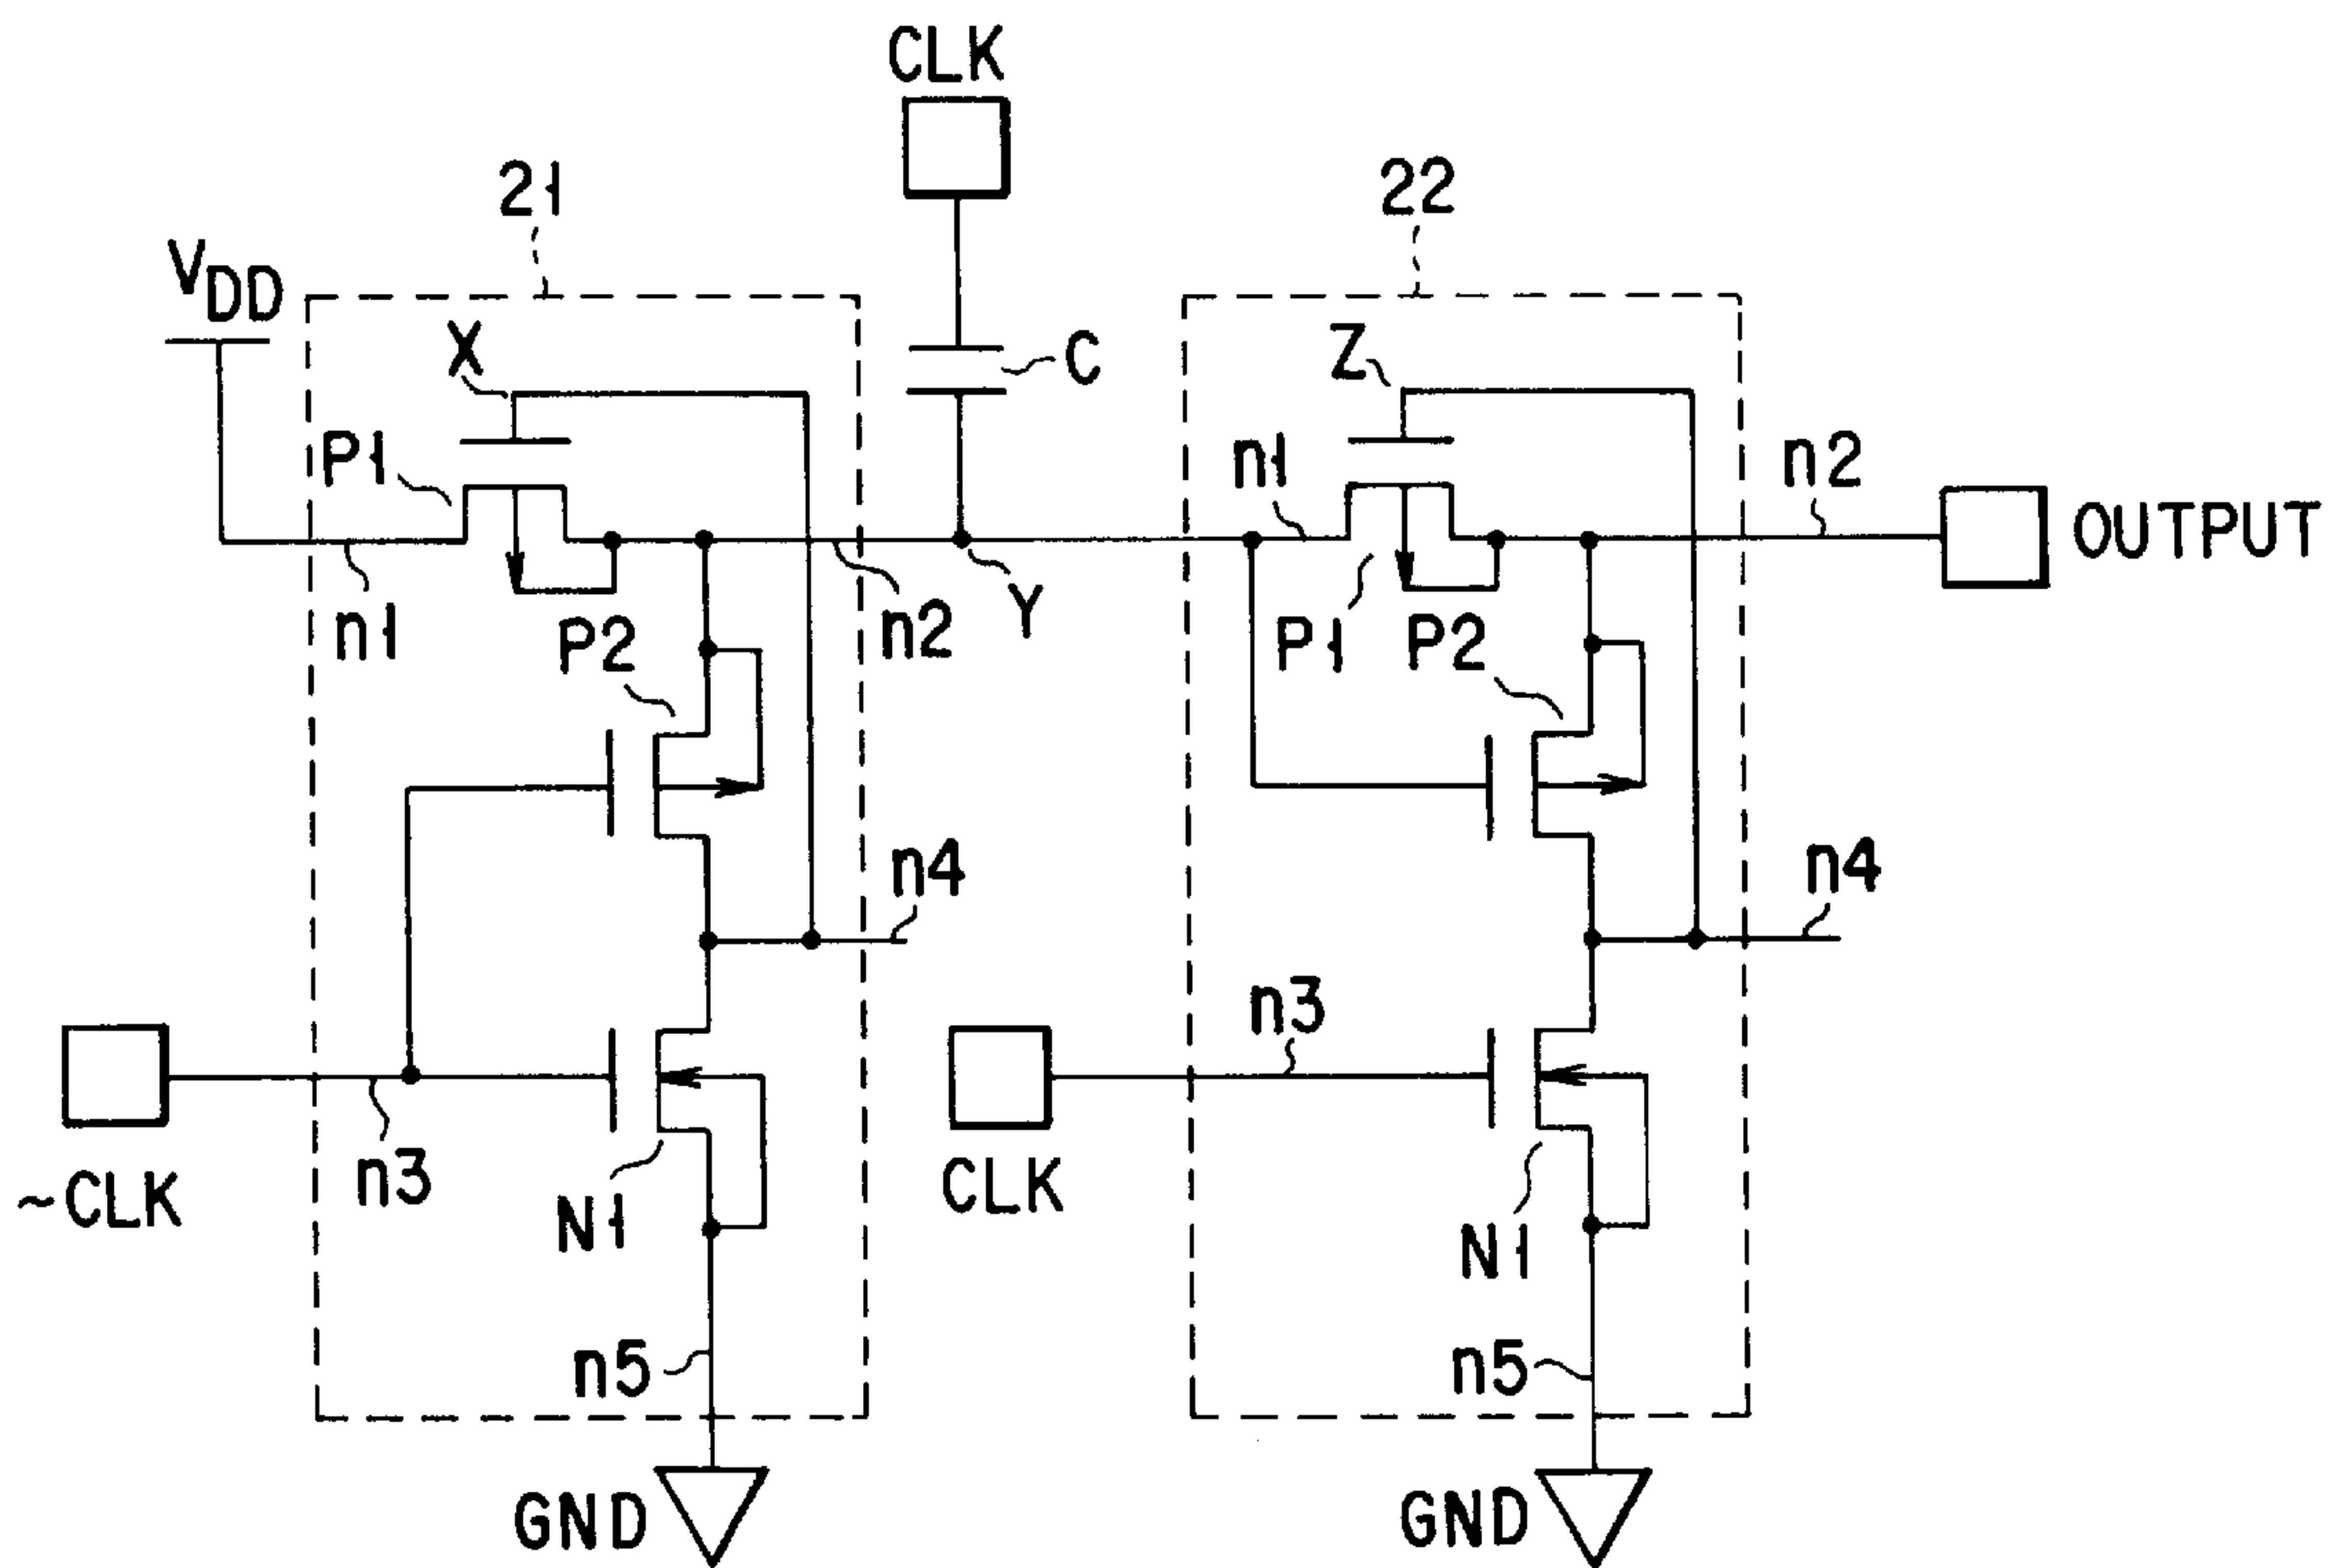 CLK
21
22
VDD
X
C
Z
P1
n1
n2
OUTPUT
n1
P2
n2
Y
P1
P2
n4
n4
n3
~CLK
n3
N1
CLK
N1
n5
n5
GND
GND